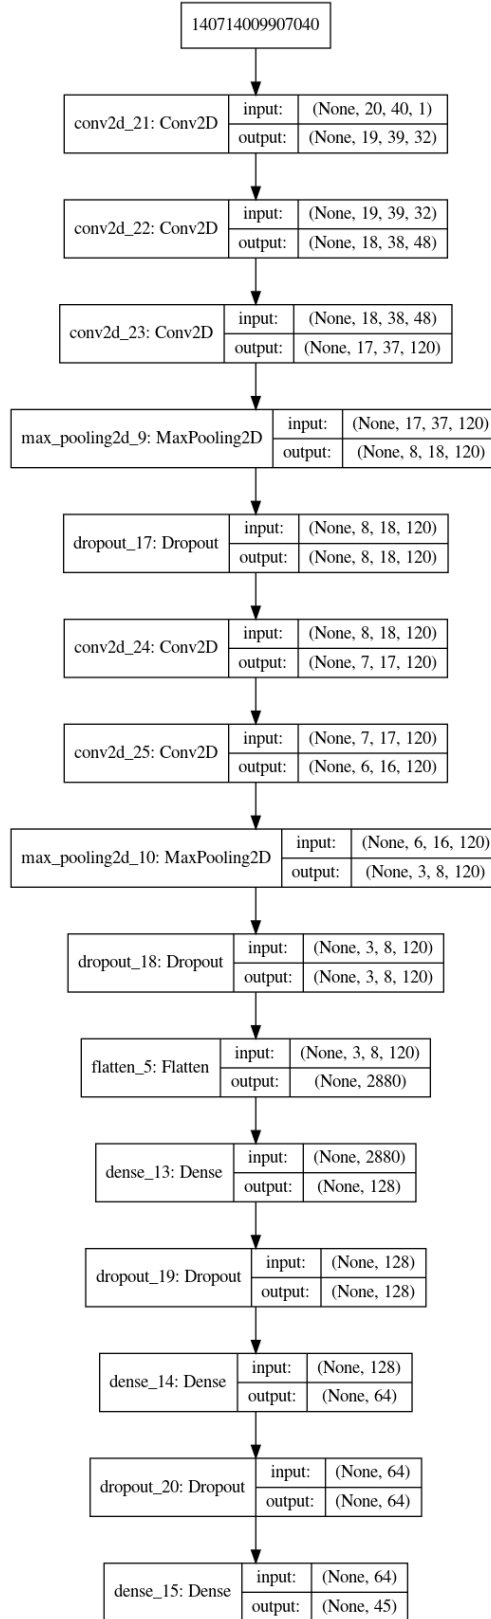 140714009907040
conv2d_21: Conv2D
input: (None, 20, 40, 1)
output: (None, 19, 39, 32)
conv2d_22: Conv2D
input: (None, 19, 39, 32)
output: (None, 18, 38, 48)
conv2d_23: Conv2D
input: (None, 18, 38, 48)
output: (None, 17, 37, 120)
max_pooling2d_9: MaxPooling2D
input: (None, 17, 37, 120)
output: (None, 8, 18, 120)
dropout_17: Dropout
input: (None, 8, 18, 120)
output: (None, 8, 18, 120)
conv2d_24: Conv2D
input: (None, 8, 18, 120)
output: (None, 7, 17, 120)
conv2d_25: Conv2D
input: (None, 7, 17, 120)
output: (None, 6, 16, 120)
max_pooling2d_10: MaxPooling2D
input: (None, 6, 16, 120)
output: (None, 3, 8, 120)
dropout_18: Dropout
input: (None, 3, 8, 120)
output: (None, 3, 8, 120)
flatten_5: Flatten
input: (None, 3, 8, 120)
output: (None, 2880)
dense_13: Dense
input: (None, 2880)
output: (None, 128)
dropout_19: Dropout
input: (None, 128)
output: (None, 128)
dense_14: Dense
input: (None, 128)
output: (None, 64)
dropout_20: Dropout
input: (None, 64)
output: (None, 64)
dense_15: Dense
input: (None, 64)
output: (None, 45)